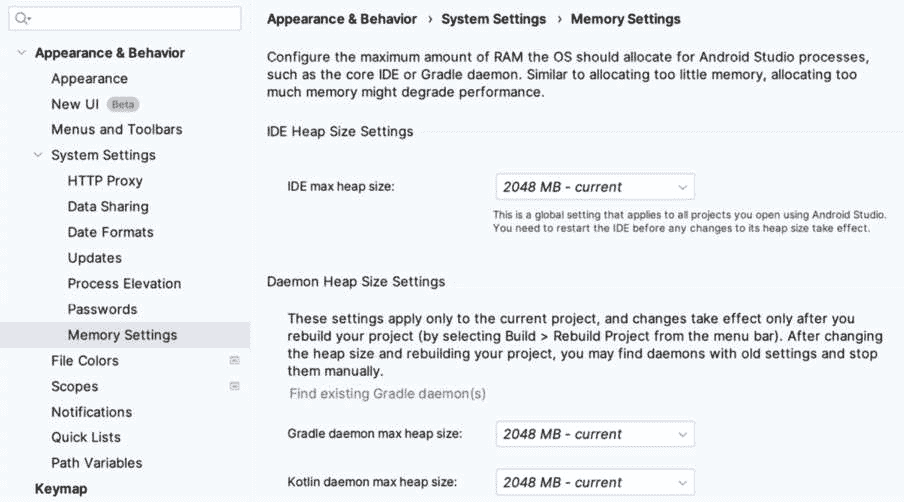 Appearance & Behavior
Appearance
New UI Beta
Menus and Toolbars
System Settings
HTTP Proxy
Data Sharing
Date Formats
Updates
Process Elevation
Passwords
Memory Settings
File Colors
Scopes
Notifications
Quick Lists
Path Variables
Keymap
Appearance & Behavior › System Settings › Memory Settings
Configure the maximum amount of RAM the OS should allocate for Android Studio processes,
such as the core IDE or Gradle daemon. Similar to allocating too little memory, allocating too
much memory might degrade performance.
IDE Heap Size Settings
IDE max heap size: 2048 MB - current
This is a global setting that applies to all projects you open using Android Studio.
You need to restart the IDE before any changes to its heap size take effect.
Daemon Heap Size Settings
These settings apply only to the current project, and changes take effect only after you
rebuild your project (by selecting Build > Rebuild Project from the menu bar). After changing
the heap size and rebuilding your project, you may find daemons with old settings and stop
them manually.
Find existing Gradle daemon(s)
Gradle daemon max heap size: 2048 MB - current
Kotlin daemon max heap size: 2048 MB - current